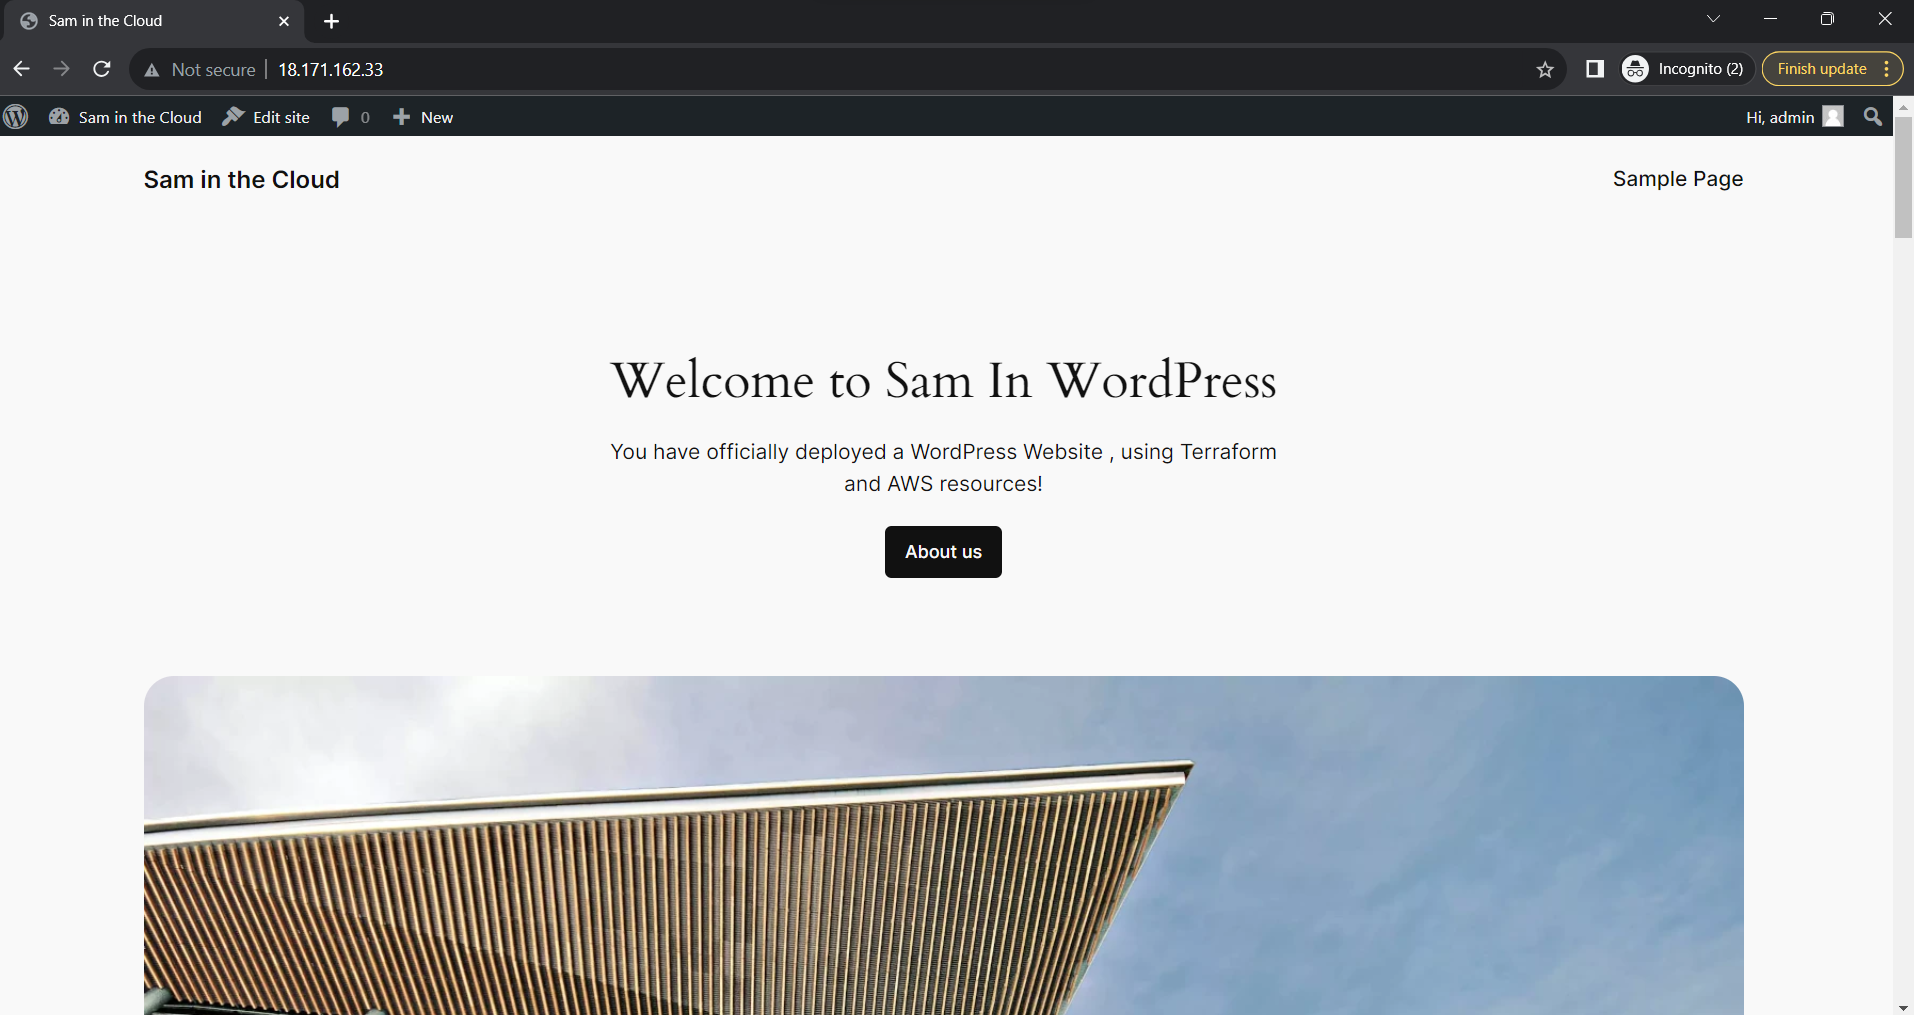 Sam in the Cloud
Not secure 18.171.162.33
Incognito (2)
Finish update
Sam in the Cloud
Edit site
0
New
Hi, admin
Sam in the Cloud
Sample Page
Welcome to Sam In WordPress
You have officially deployed a WordPress Website , using Terraform
and AWS resources!
About us